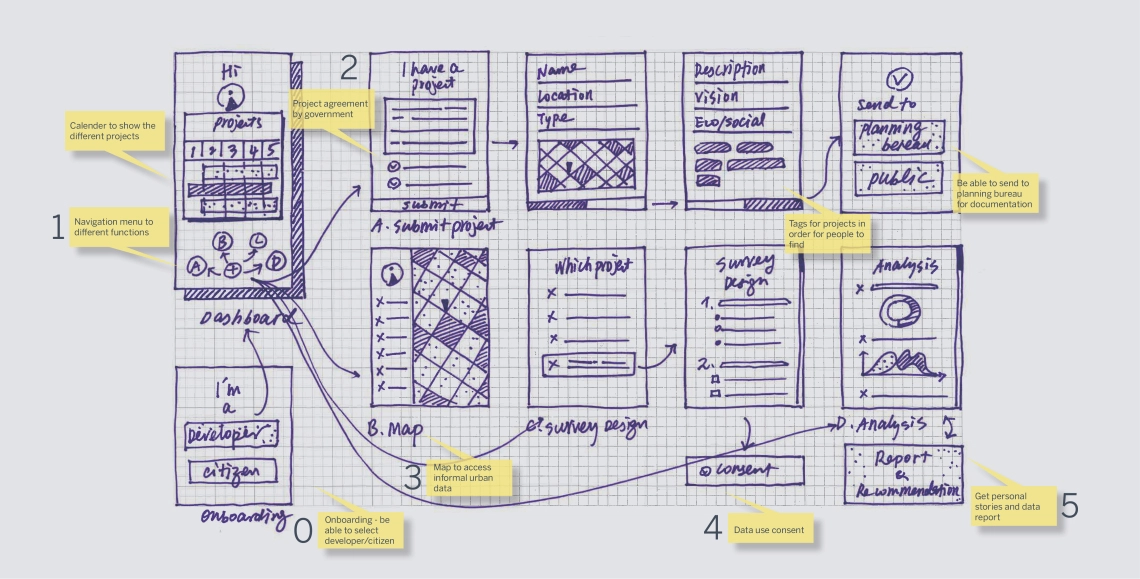 Hi
Projects
1 2 3 4 5
B
C
A
D
Dashboard
Calender to show the
different projects
1
Navigation menu to
different functions
I'm
a
Developer
citizen
onboarding
0
Onboarding - be
able to select
developer/citizen
2
Project agreement
by government
I have a
project
submit
A. submit project
Name
Location
Type
Description
Vision
Evo/social
Tags for projects in
order for people to
find
Send to
planning
bereau
public
Be able to send to
planning bureau
for documentation
B. Map
3
Map to access
informal urban
data
Which project
C. survey Design
Survey
Design
1.
2.
consent
4
Data use consent
Analysis
D. Analysis
Report
&
Recommendation
Get personal
stories and data
report
5